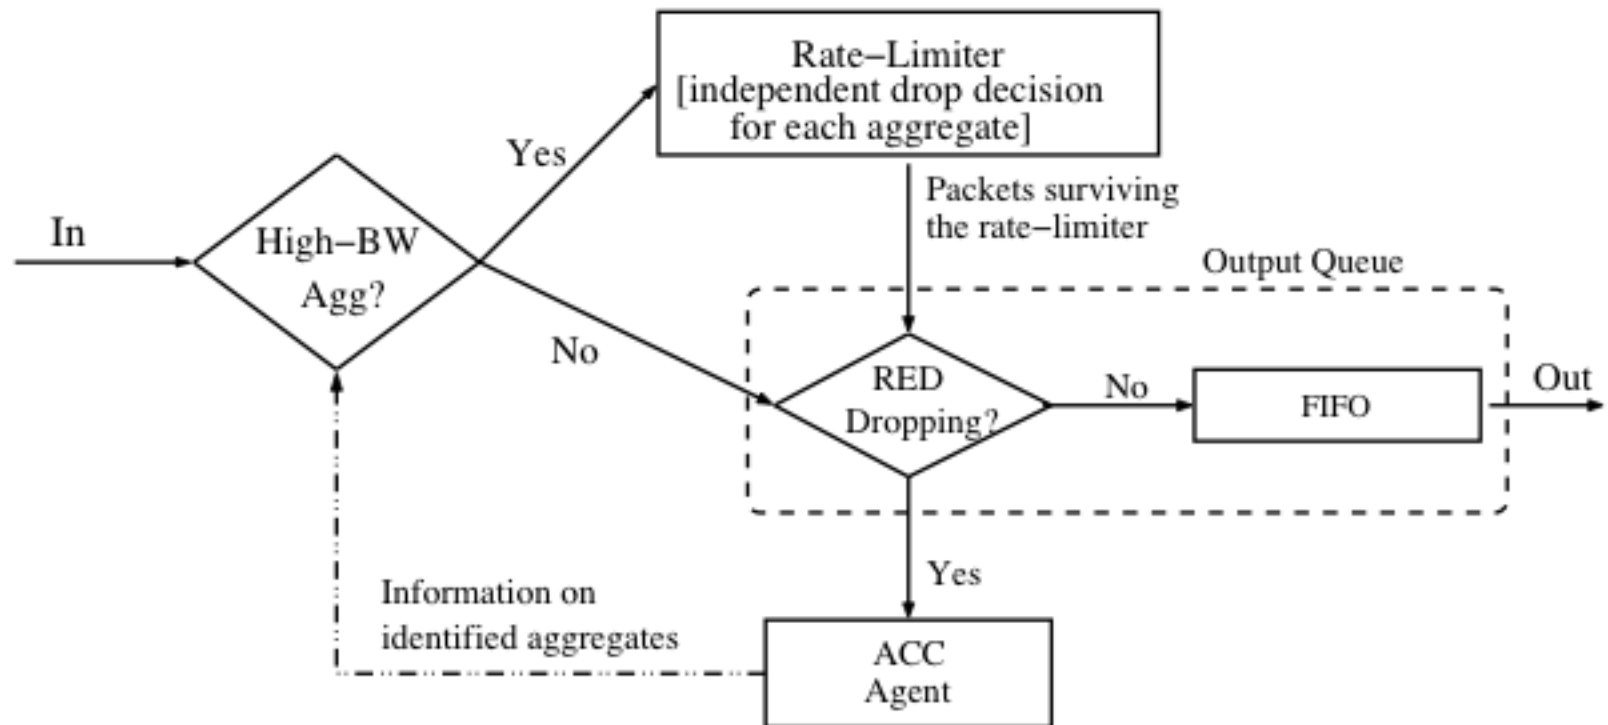 Rate–Limiter
[independent drop decision
for each aggregate]
Yes
In
High–BW
Agg?
Packets surviving
the rate–limiter
Output Queue
No
RED
Dropping?
No
FIFO
Out
Yes
Information on
identified aggregates
ACC
Agent